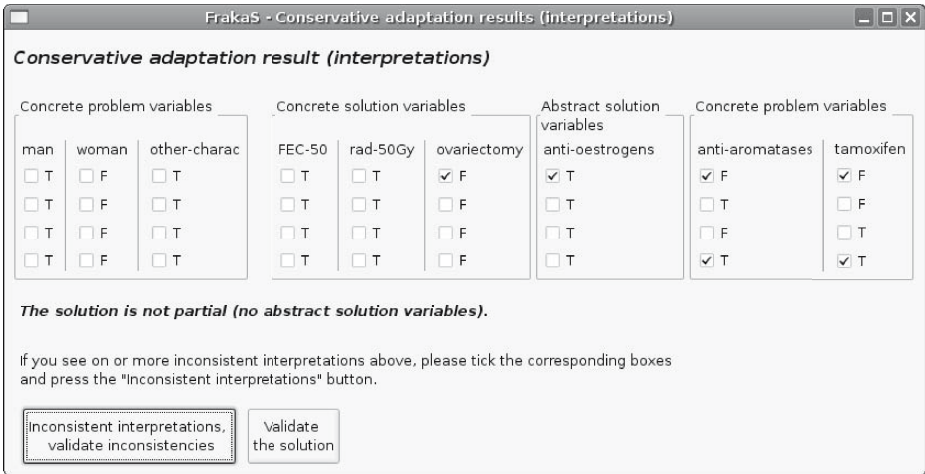 FrakaS - Conservative adaptation results (interpretations)
Conservative adaptation result (interpretations)
Concrete problem variables
Concrete solution variables
Abstract solution
variables
Concrete problem variables
man woman other-charac FEC-50 rad-50Gy ovariectomy anti-oestrogens anti-aromatases tamoxifen
T F T T T F T F F
T F T T T F T T F
T F T T T F T F T
T F T T T F T T T
The solution is not partial (no abstract solution variables).
If you see on or more inconsistent interpretations above, please tick the corresponding boxes
and press the "Inconsistent interpretations" button.
Inconsistent interpretations,
validate inconsistencies
Validate
the solution